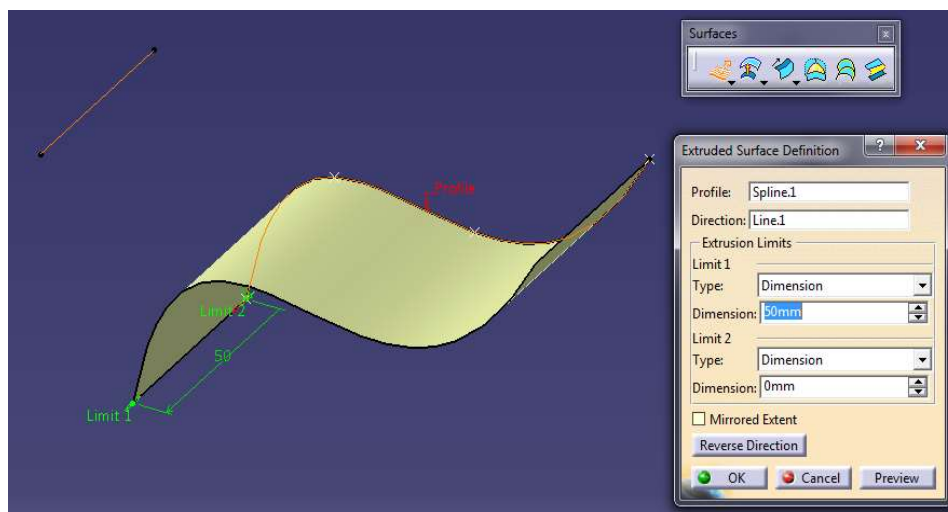 Surfaces
Profile
Limit 2
50
Limit 1
Extruded Surface Definition
?
Profile: Spline.1
Direction: Line.1
Extrusion Limits
Limit 1
Type: Dimension
Dimension: 50mm
Limit 2
Type: Dimension
Dimension: 0mm
Mirrored Extent
Reverse Direction
OK Cancel Preview